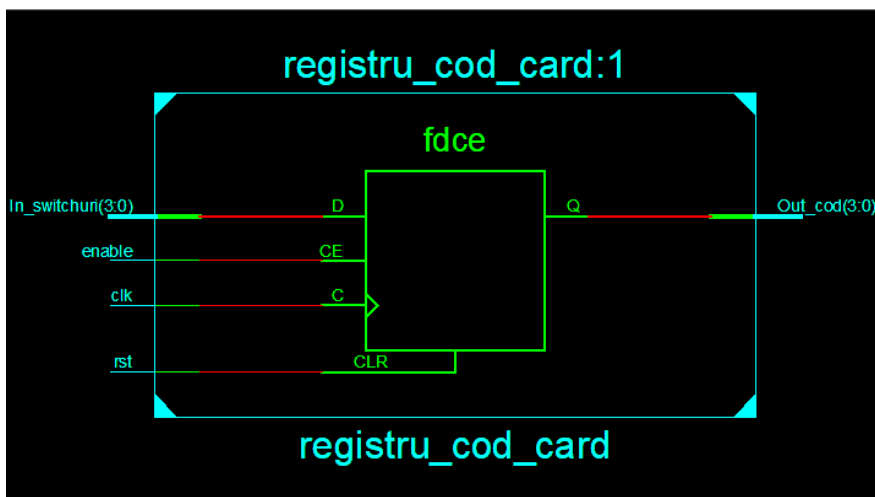 registru_cod_card:1
fdce
In_switchuri(3:0)
D
Q
Out_cod(3:0)
enable
CE
clk
C
rst
CLR
registru_cod_card